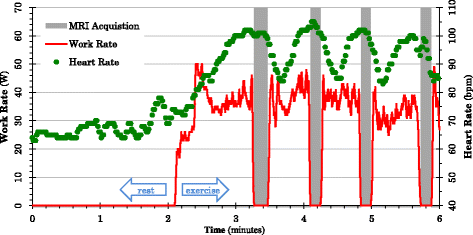 70
60
50
40
30
20
10
0
Work Rate (W)
MRI Acquistion
Work Rate
Heart Rate
rest
exercise
110
100
90
80
70
60
50
40
Heart Rate (bpm)
0
1
2
3
4
5
6
Time (minutes)